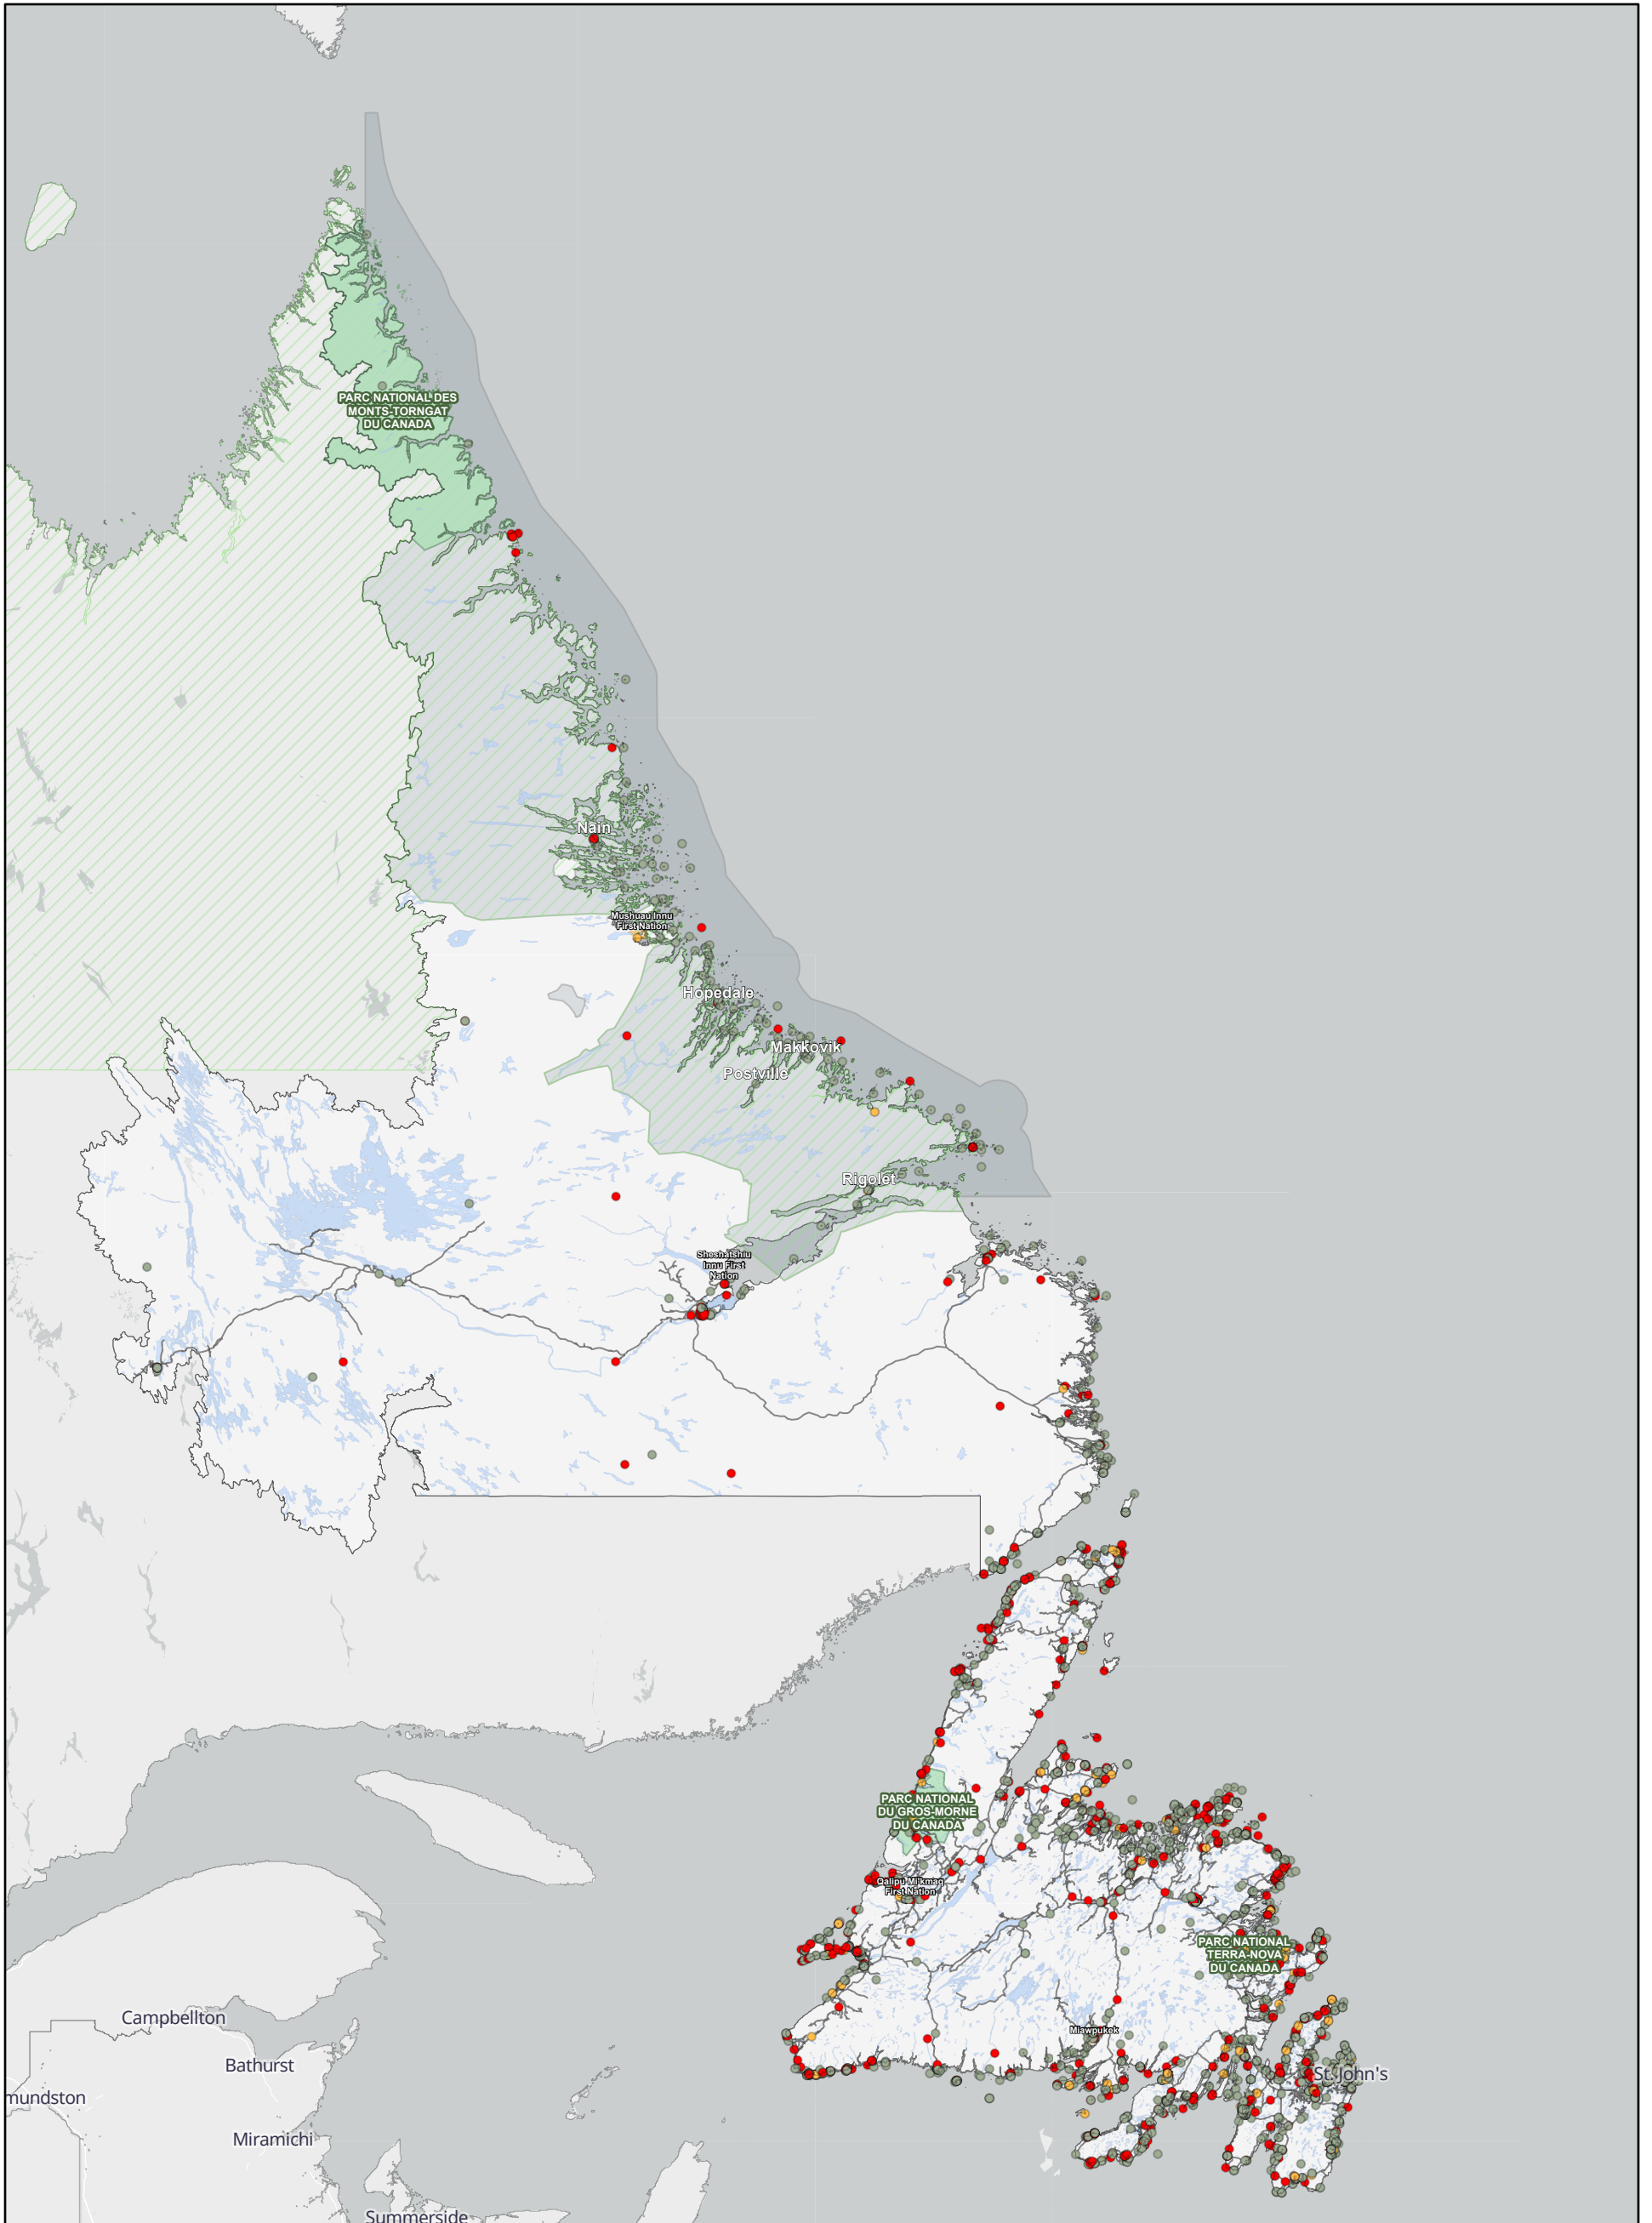 PARC NATIONAL DES
MONTS-TORNGAT
DU CANADA
Nain
Mushuau Innu
First Nation
Hopedale
Makkovik
Postville
Rigolet
Sheshatshiu
Innu First
Nation
PARC NATIONAL
DU GROS-MORNE
DU CANADA
Qalipu Mi'kmaq
First Nation
PARC NATIONAL
TERRA-NOVA
DU CANADA
Miawpukek
St. John's
Campbellton
Bathurst
mundston
Miramichi
Summerside